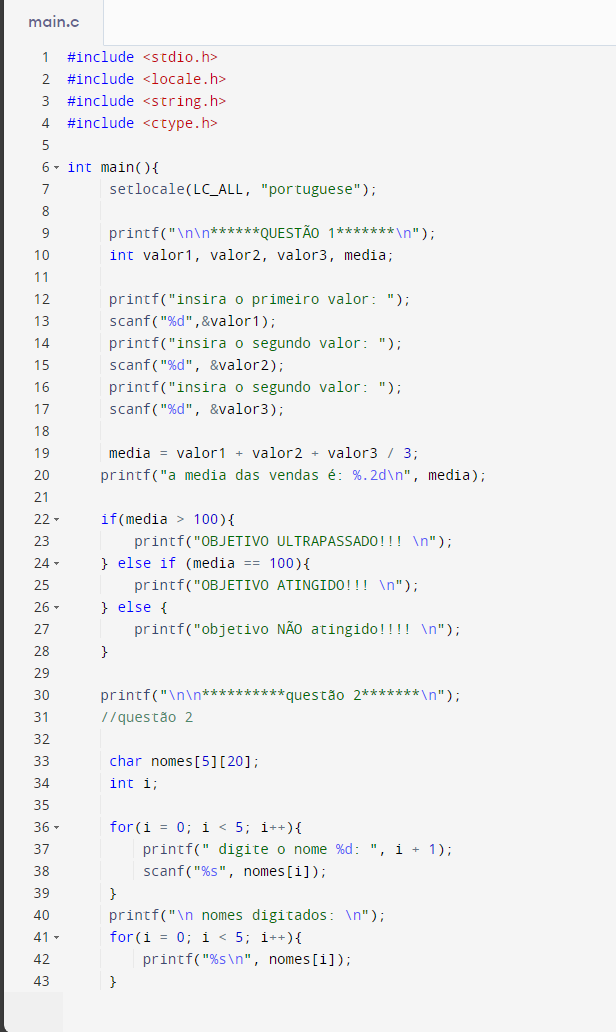 main.c
1 #include <stdio.h>
2 #include <locale.h>
3 #include <string.h>
4 #include <ctype.h>
5
6 int main(){
7 setlocale(LC_ALL, "portuguese");
8
9 printf("\n\n******QUESTÃO 1*******\n");
10 int valor1, valor2, valor3, media;
11
12 printf("insira o primeiro valor: ");
13 scanf("%d",&valor1);
14 printf("insira o segundo valor: ");
15 scanf("%d", &valor2);
16 printf("insira o segundo valor: ");
17 scanf("%d", &valor3);
18
19 media = valor1 + valor2 + valor3 / 3;
20 printf("a media das vendas é: %.2d\n", media);
21
22 if(media > 100){
23 printf("OBJETIVO ULTRAPASSADO!!! \n");
24 } else if (media == 100){
25 printf("OBJETIVO ATINGIDO!!! \n");
26 } else {
27 printf("objetivo NÃO atingido!!!! \n");
28 }
29
30 printf("\n\n**********questão 2*******\n");
31 //questão 2
32
33 char nomes[5][20];
34 int i;
35
36 for(i = 0; i < 5; i++){
37 printf(" digite o nome %d: ", i + 1);
38 scanf("%s", nomes[i]);
39 }
40 printf("\n nomes digitados: \n");
41 for(i = 0; i < 5; i++){
42 printf("%s\n", nomes[i]);
43 }